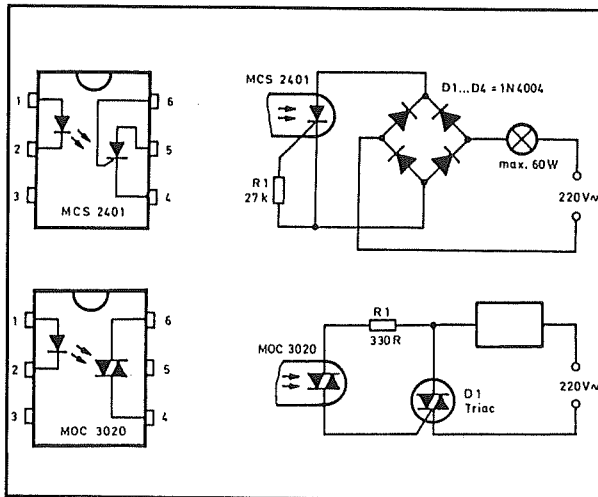 1
6
2
5
3
4
MCS 2401
MCS 2401
D1...D4 = 1N4004
R1
27k
max. 60W
220V~
1
6
2
5
3
4
MOC 3020
MOC 3020
R1
330R
D1
Triac
220V~